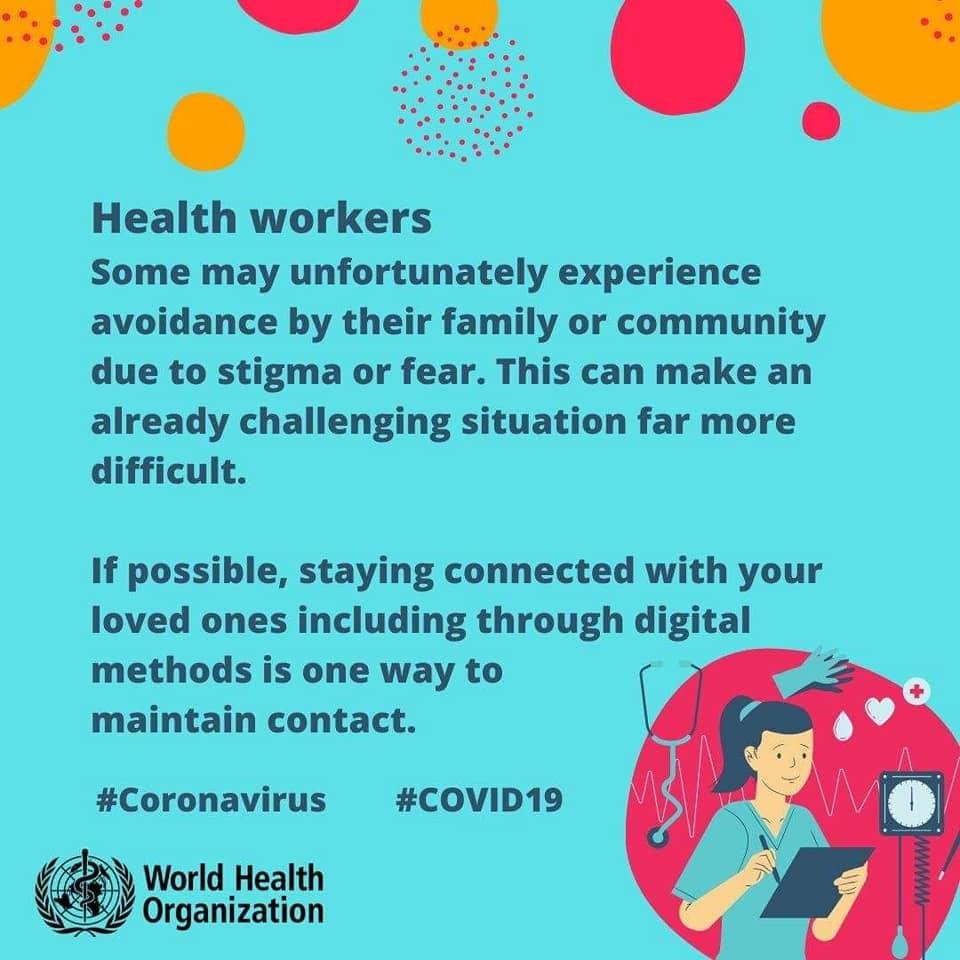 Health workers
Some may unfortunately experience
avoidance by their family or community
due to stigma or fear. This can make an
already challenging situation far more
difficult.
If possible, staying connected with your
loved ones including through digital
methods is one way to
maintain contact.
#Coronavirus #COVID19
World Health
Organization